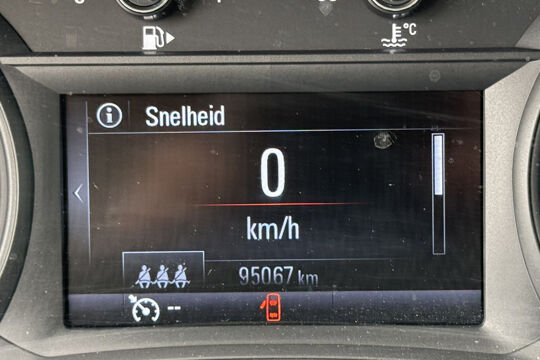 °C
Snelheid
0
km/h
95067 km
--